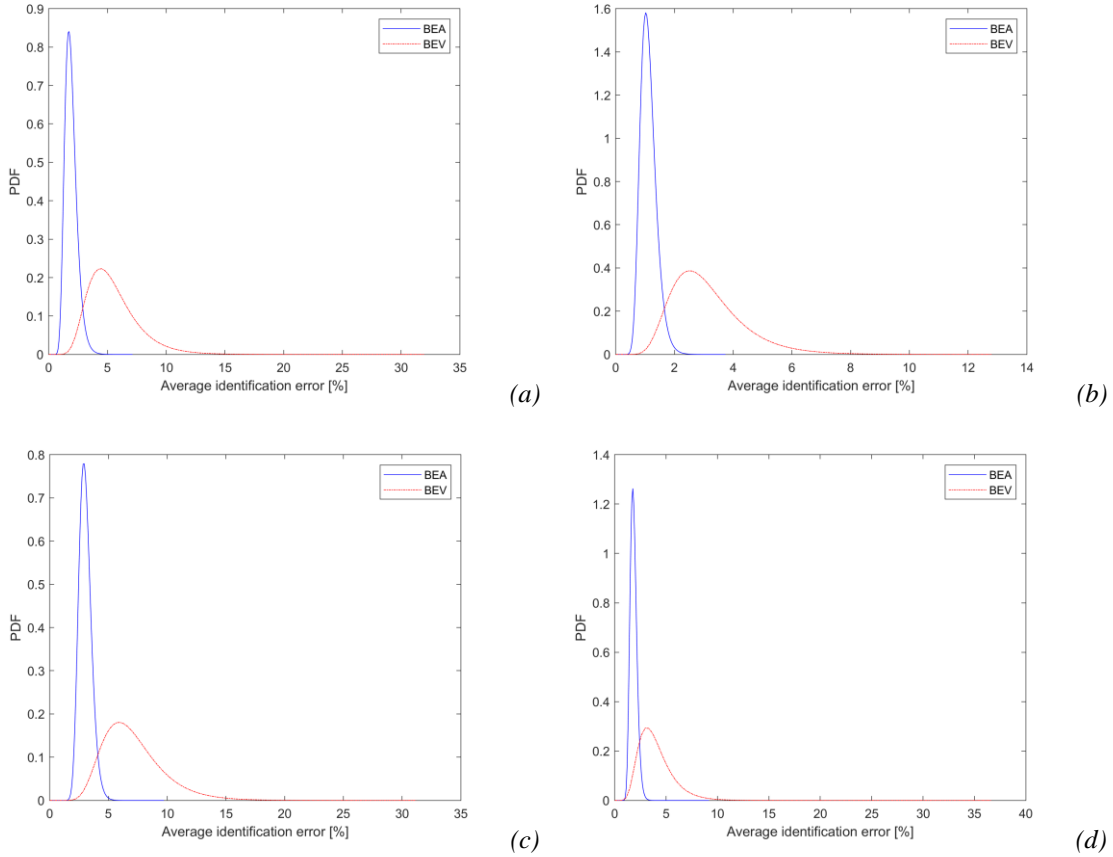 0.9
0.8
0.7
0.6
0.5
0.4
0.3
0.2
0.1
0
PDF
BEA
BEV
0 5 10 15 20 25 30 35
Average identification error [%]
(a)
1.6
1.4
1.2
1
0.8
0.6
0.4
0.2
0
PDF
BEA
BEV
0 2 4 6 8 10 12 14
Average identification error [%]
(b)
0.8
0.7
0.6
0.5
0.4
0.3
0.2
0.1
0
PDF
BEA
BEV
0 5 10 15 20 25 30 35
Average identification error [%]
(c)
1.4
1.2
1
0.8
0.6
0.4
0.2
0
PDF
BEA
BEV
0 5 10 15 20 25 30 35 40
Average identification error [%]
(d)